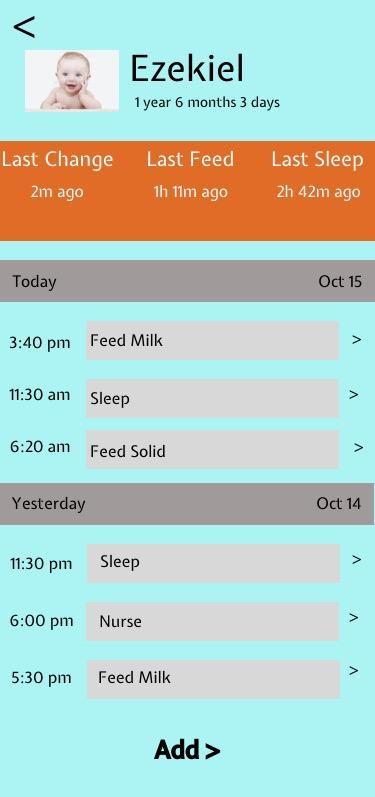 <
Ezekiel
1 year 6 months 3 days
Last Change Last Feed Last Sleep
2m ago 1h 11m ago 2h 42m ago
Today Oct 15
3:40 pm Feed Milk >
11:30 am Sleep >
6:20 am Feed Solid >
Yesterday Oct 14
11:30 pm Sleep >
6:00 pm Nurse >
5:30 pm Feed Milk >
Add >